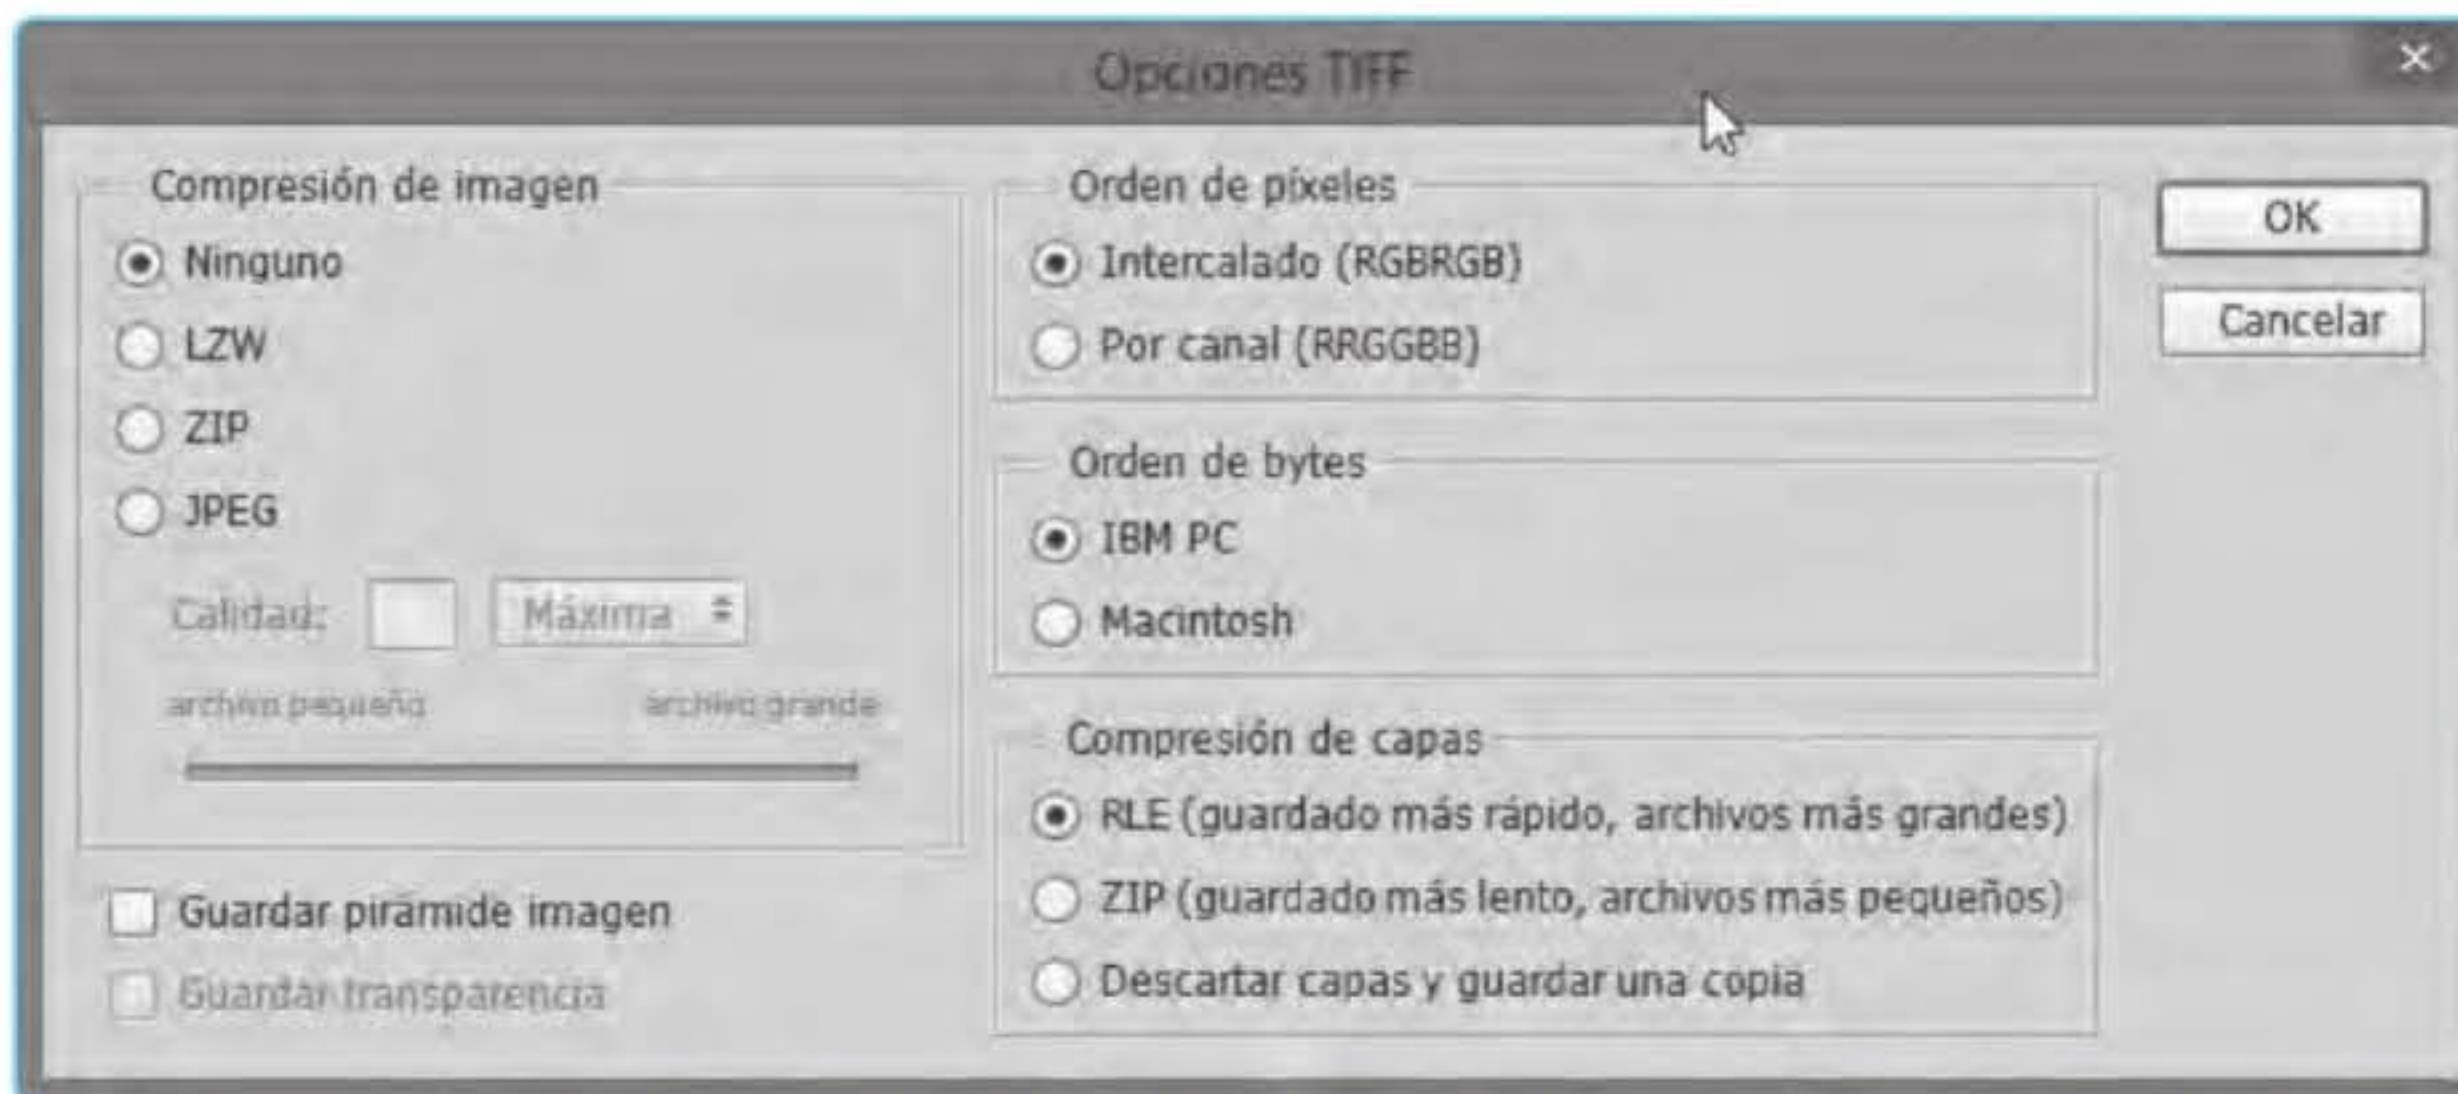 Opciones TIFF
Compresión de imagen
Ninguno
LZW
ZIP
JPEG
Calidad:
Máxima
archivo pequeño
archivo grande
Guardar pirámide imagen
Guardar transparencia
Orden de píxeles
Intercalado (RGBRGB)
Por canal (RRGGBB)
Orden de bytes
IBM PC
Macintosh
Compresión de capas
RLE (guardado más rápido, archivos más grandes)
ZIP (guardado más lento, archivos más pequeños)
Descartar capas y guardar una copia
OK
Cancelar